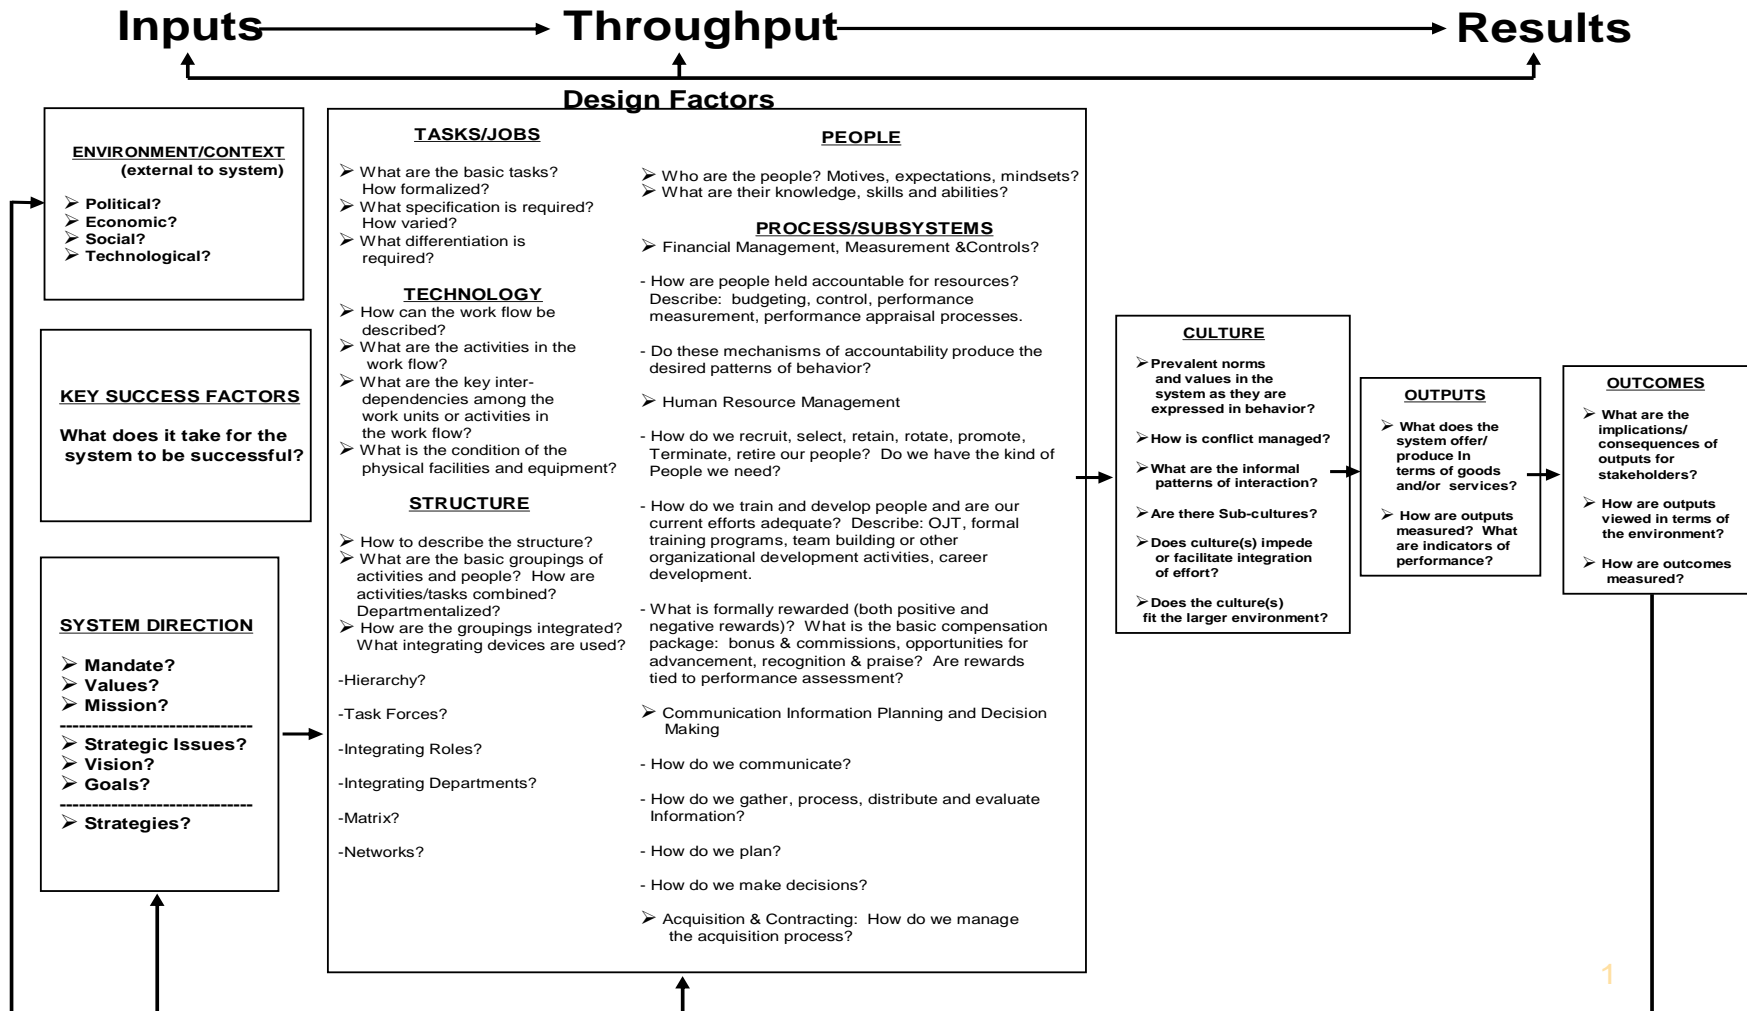 Inputs
Throughput
Results
Design Factors
ENVIRONMENT/CONTEXT
(external to system)
➢ Political?
➢ Economic?
➢ Social?
➢ Technological?
KEY SUCCESS FACTORS
What does it take for the
system to be successful?
SYSTEM DIRECTION
➢ Mandate?
➢ Values?
➢ Mission?
------------------------------
➢ Strategic Issues?
➢ Vision?
➢ Goals?
------------------------------
➢ Strategies?
TASKS/JOBS
➢ What are the basic tasks?
How formalized?
➢ What specification is required?
How varied?
➢ What differentiation is
required?
TECHNOLOGY
➢ How can the work flow be
described?
➢ What are the activities in the
work flow?
➢ What are the key inter-
dependencies among the
work units or activities in
the work flow?
➢ What is the condition of the
physical facilities and equipment?
STRUCTURE
➢ How to describe the structure?
➢ What are the basic groupings of
activities and people?  How are
activities/tasks combined?
Departmentalized?
➢ How are the groupings integrated?
What integrating devices are used?
-Hierarchy?
-Task Forces?
-Integrating Roles?
-Integrating Departments?
-Matrix?
-Networks?
PEOPLE
➢ Who are the people? Motives, expectations, mindsets?
➢ What are their knowledge, skills and abilities?
PROCESS/SUBSYSTEMS
➢ Financial Management, Measurement &Controls?
- How are people held accountable for resources?
Describe:  budgeting, control, performance
measurement, performance appraisal processes.
- Do these mechanisms of accountability produce the
desired patterns of behavior?
➢ Human Resource Management
- How do we recruit, select, retain, rotate, promote,
Terminate, retire our people?  Do we have the kind of
People we need?
- How do we train and develop people and are our
current efforts adequate?  Describe: OJT, formal
training programs, team building or other
organizational development activities, career
development.
- What is formally rewarded (both positive and
negative rewards)?  What is the basic compensation
package:  bonus & commissions, opportunities for
advancement, recognition & praise?  Are rewards
tied to performance assessment?
➢ Communication Information Planning and Decision
Making
- How do we communicate?
- How do we gather, process, distribute and evaluate
Information?
- How do we plan?
- How do we make decisions?
➢ Acquisition & Contracting:  How do we manage
the acquisition process?
CULTURE
➢Prevalent norms
and values in the
system as they are
expressed in behavior?
➢How is conflict managed?
➢What are the informal
patterns of interaction?
➢Are there Sub-cultures?
➢Does culture(s) impede
or facilitate integration
of effort?
➢Does the culture(s)
fit the larger environment?
OUTPUTS
➢ What does the
system offer/
produce In
terms of goods
and/or  services?
➢ How are outputs
measured?  What
are indicators of
performance?
OUTCOMES
➢ What are the
implications/
consequences of
outputs for
stakeholders?
➢ How are outputs
viewed in terms of
the environment?
➢ How are outcomes
measured?
1